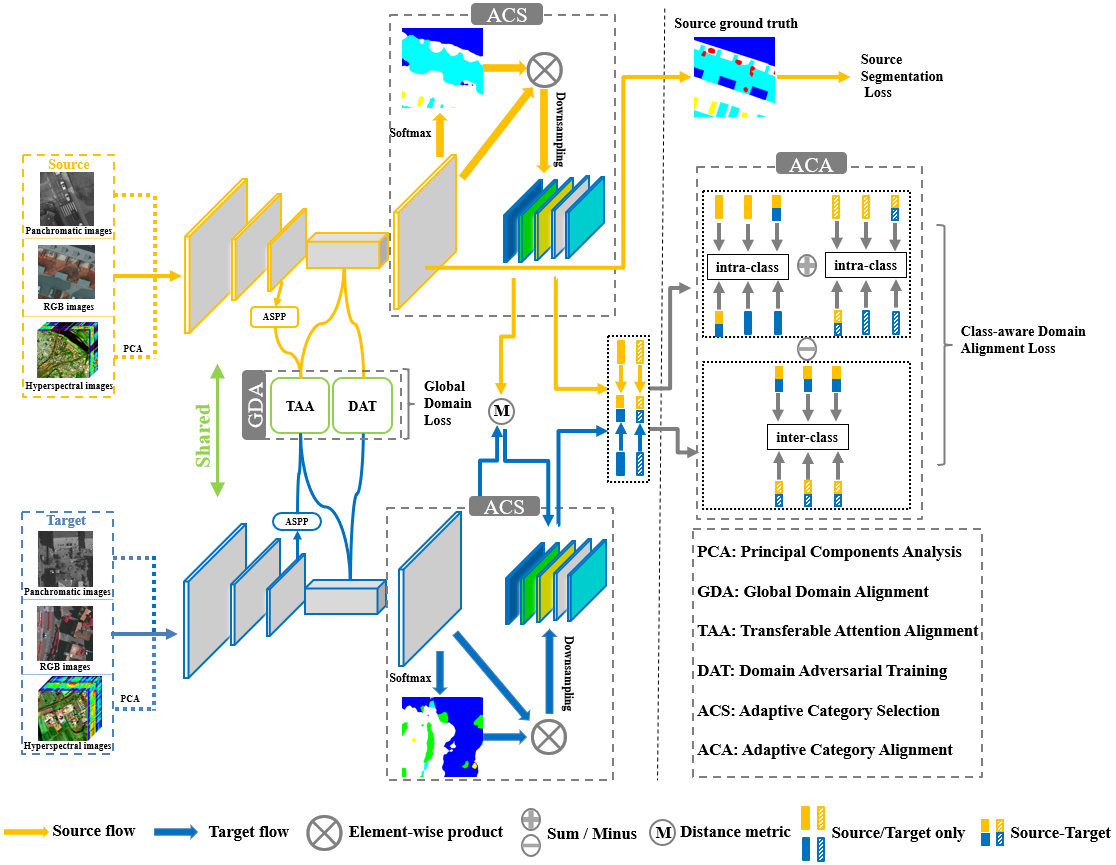 ACS
Softmax
Downsampling
Source ground truth
Source
Segmentation
Loss
Source
Panchromatic images
RGB images
PCA
Hyperspectral images
ASPP
GDA
TAA
DAT
Global
Domain
Loss
Shared
M
ACA
intra-class
intra-class
inter-class
Class-aware Domain
Alignment Loss
Target
Panchromatic images
RGB images
PCA
Hyperspectral images
ASPP
ACS
Softmax
Downsampling
PCA: Principal Components Analysis
GDA: Global Domain Alignment
TAA: Transferable Attention Alignment
DAT: Domain Adversarial Training
ACS: Adaptive Category Selection
ACA: Adaptive Category Alignment
Source flow
Target flow
Element-wise product
Sum / Minus
M
Distance metric
Source/Target only
Source-Target